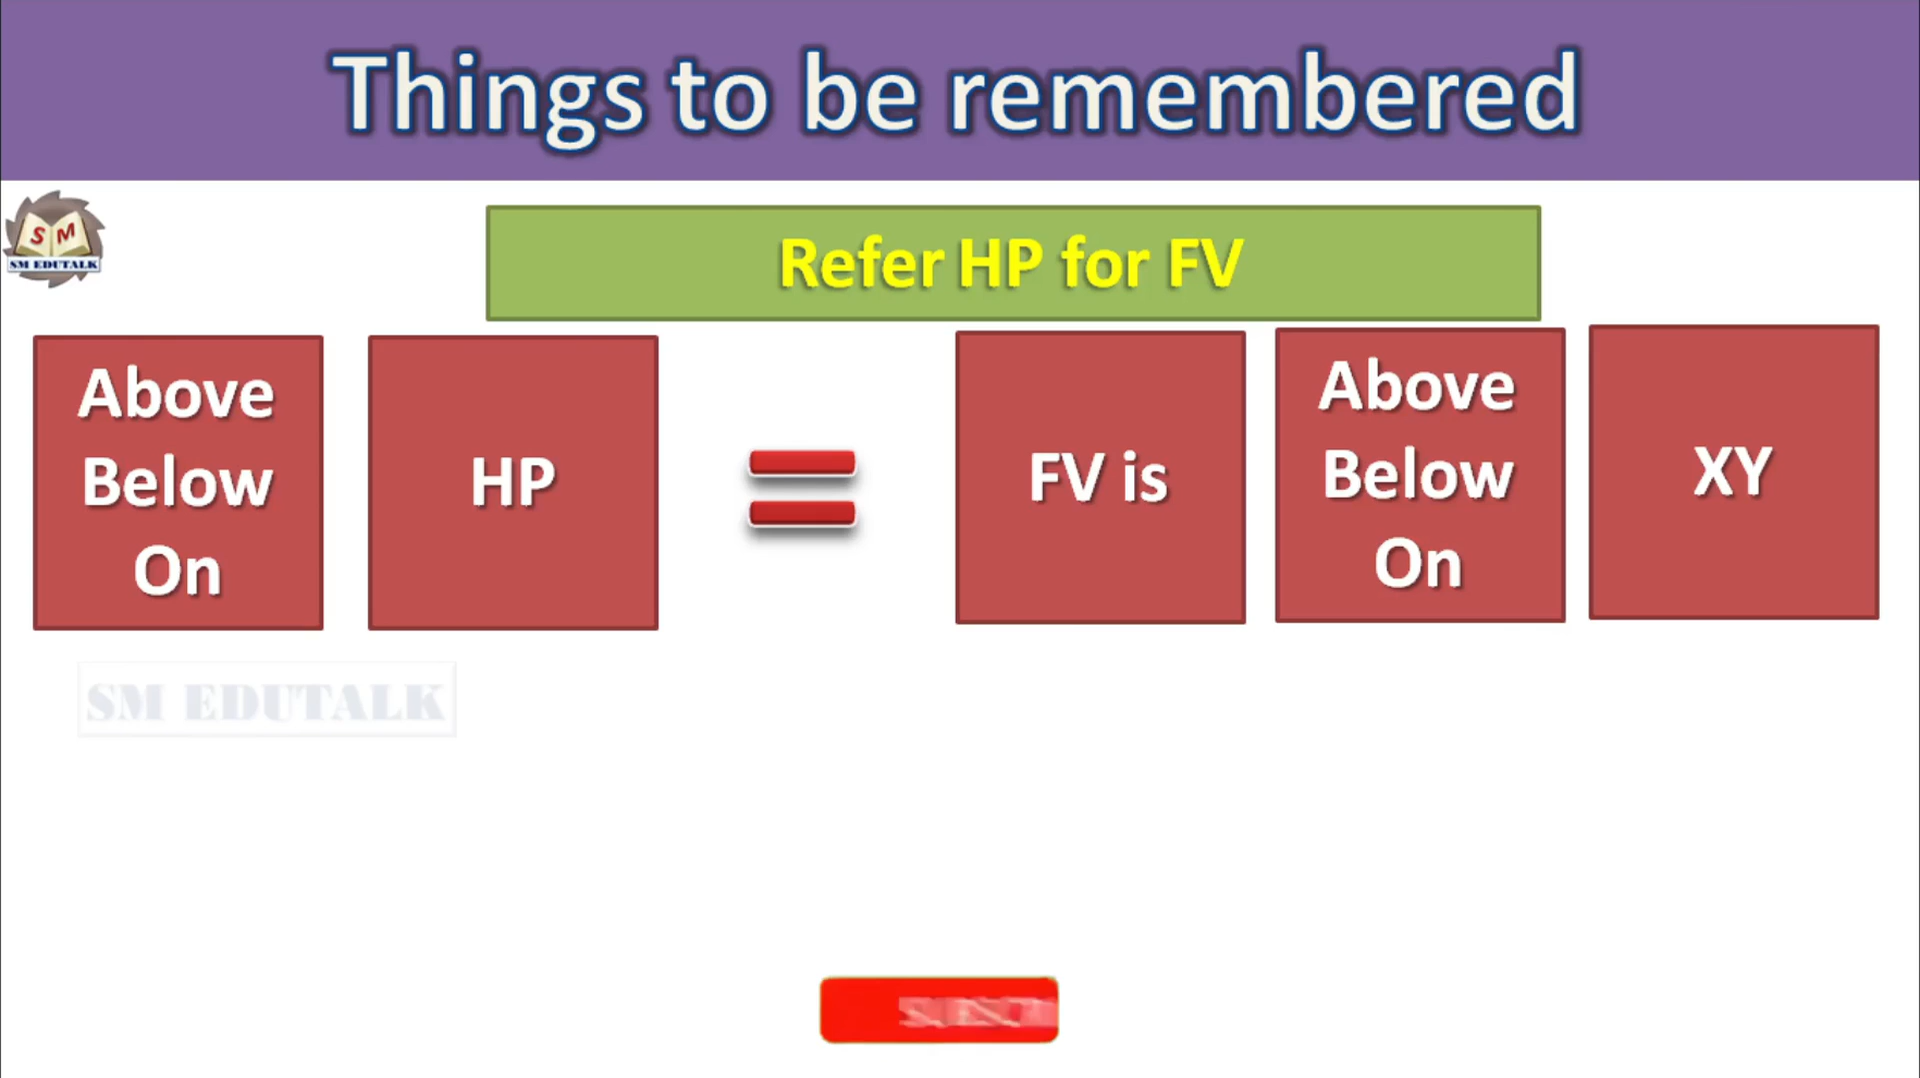 Things to be remembered
S M
SM EDUTALK
Refer HP for FV
Above
Below
On
HP
=
FV is
Above
Below
On
XY
SM EDUTALK